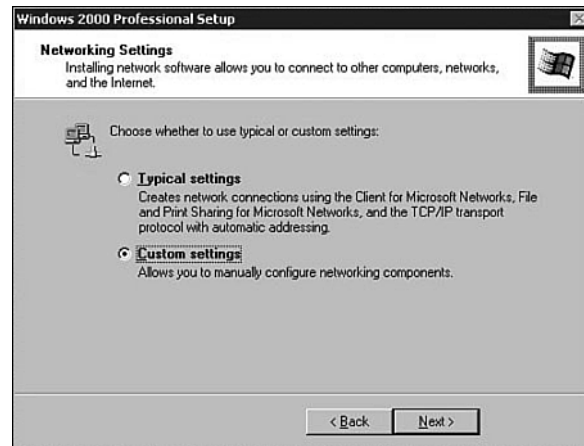 Windows 2000 Professional Setup
Networking Settings
Installing network software allows you to connect to other computers, networks,
and the Internet.
Choose whether to use typical or custom settings:
Typical settings
Creates network connections using the Client for Microsoft Networks, File
and Print Sharing for Microsoft Networks, and the TCP/IP transport
protocol with automatic addressing.
Custom settings
Allows you to manually configure networking components.
< Back Next >